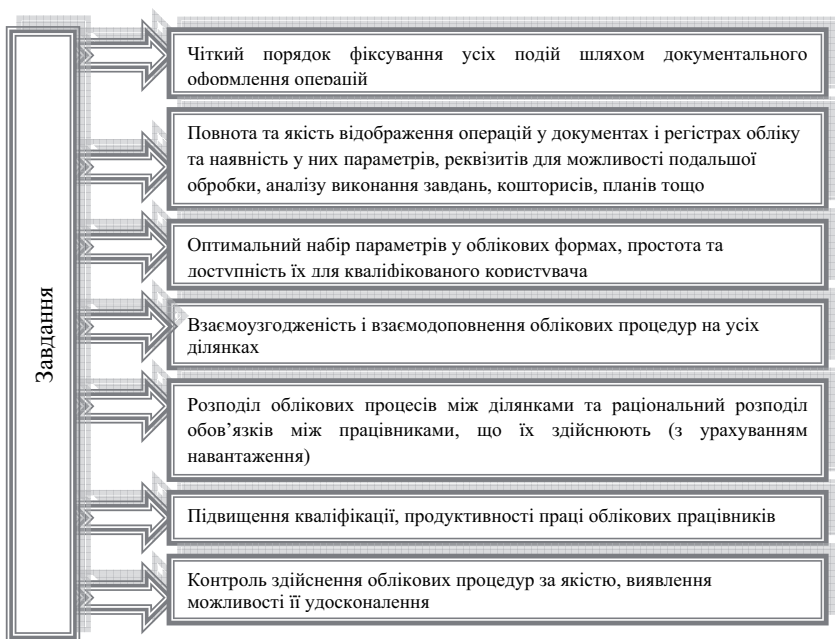 Завдання
Чіткий порядок фіксування усіх подій шляхом документального
оформлення операцій
Повнота та якість відображення операцій у документах і регістрах обліку
та наявність у них параметрів, реквізитів для можливості подальшої
обробки, аналізу виконання завдань, кошторисів, планів тощо
Оптимальний набір параметрів у облікових формах, простота та
доступність їх для кваліфікованого користувача
Взаємоузгодженість і взаємодоповнення облікових процедур на усіх
ділянках
Розподіл облікових процесів між ділянками та раціональний розподіл
обов’язків між працівниками, що їх здійснюють (з урахуванням
навантаження)
Підвищення кваліфікації, продуктивності праці облікових працівників
Контроль здійснення облікових процедур за якістю, виявлення
можливості її удосконалення